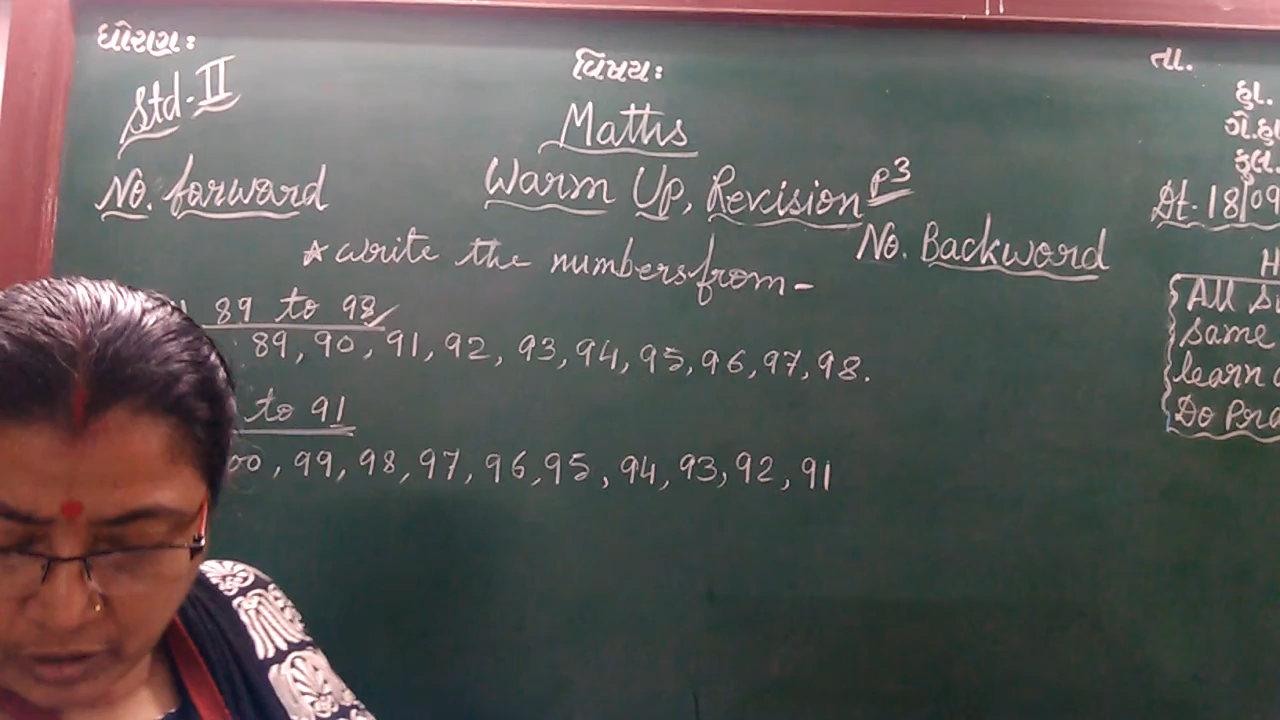 ધોરણ:
Std. II
વિષય:
Maths
તા.
હા.
ગે.હા
કુલ.
Dt. 18/09
No. forward
Warm Up, Revision P3
No. Backword
* write the numbers from -
89 to 98
89, 90, 91, 92, 93, 94, 95, 96, 97, 98.
to 91
00, 99, 98, 97, 96, 95, 94, 93, 92, 91
H
All
same
learn
Do